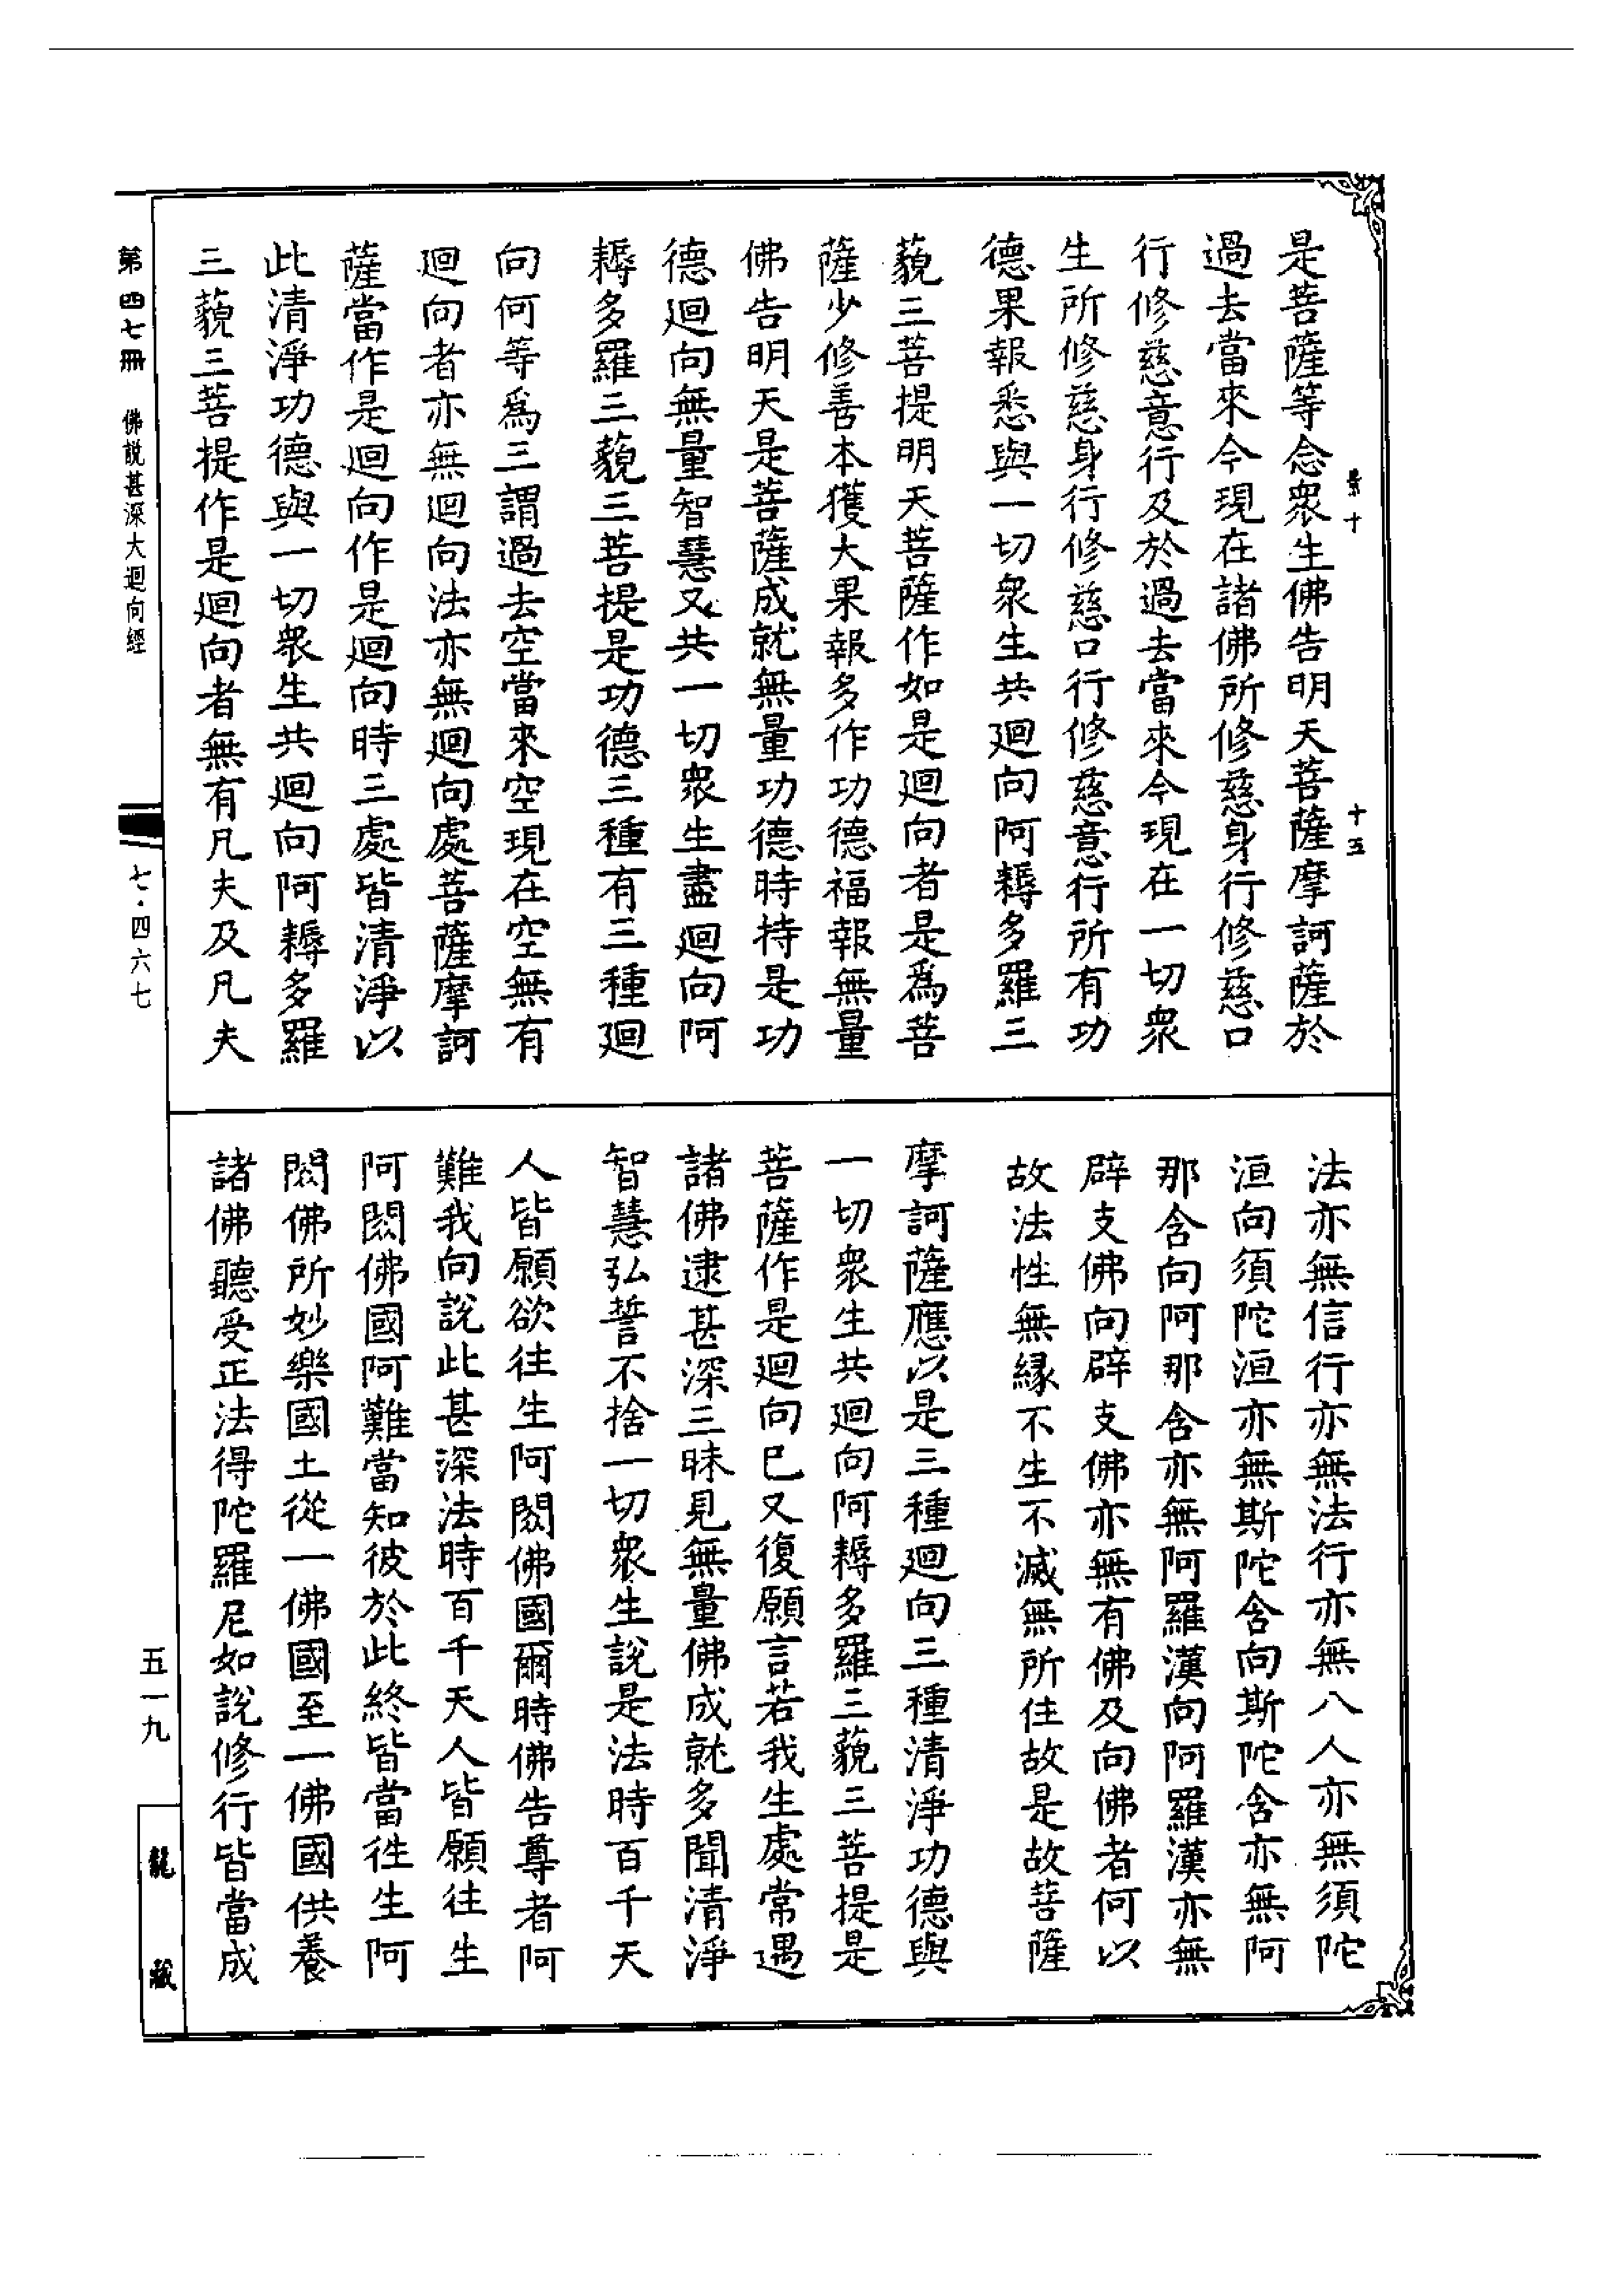 是菩薩等念衆生佛告明天菩薩摩訶薩於
過去當來今現在諸佛所修慈身行修慈口
行修慈意行及於過去當來今現在一切衆
生所修慈身行修慈口行修慈意行所有功
德果報悉與一切衆生共迴向阿耨多羅三
藐三菩提明天菩薩作如是迴向者是爲菩
薩少修善本獲大果報多作功德福報無量
佛告明天是菩薩成就無量功德時持是功
德迴向無量智慧又共一切衆生盡迴向阿
耨多羅三藐三菩提是功德三種有三種迴
向何等爲三謂過去空當來空現在空無有
迴向者亦無迴向法亦無迴向處菩薩摩訶
薩當作是迴向作是迴向時三處皆清淨以
此清淨功德與一切衆生共迴向阿耨多羅
三藐三菩提作是迴向者無有凡夫及凡夫
法亦無信行亦無法行亦無八人亦無須陀
洹向須陀洹亦無斯陀含向斯陀含亦無阿
那含向阿那含亦無阿羅漢向阿羅漢亦無
辟支佛向辟支佛亦無有佛及向佛者何以
故法性無緣不生不滅無所住故是故菩薩
摩訶薩應以是三種迴向三種清淨功德與
一切衆生共迴向阿耨多羅三藐三菩提是
菩薩作是迴向已又復願言若我生處常遇
諸佛逮甚深三昧見無量佛成就多聞清淨
智慧弘誓不捨一切衆生說是法時百千天
人皆願欲往生阿閦佛國爾時佛告尊者阿
難我向說此甚深法時百千天人皆願往生
阿閦佛國阿難當知彼於此終皆當往生阿
閦佛所妙樂國土從一佛國至一佛國供養
諸佛聽受正法得陀羅尼如說修行皆當成
十五
第四七冊 佛說甚深大迴向經
七·四六七
五一九
龍藏